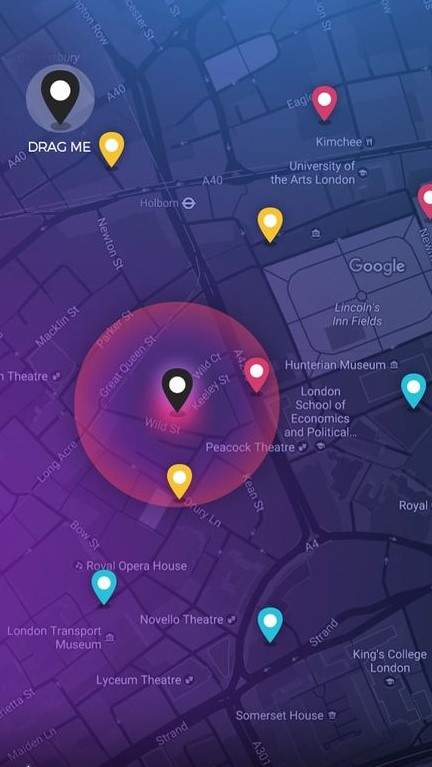 A40
DRAG ME
Eagle
Kimchee
University of
the Arts London
A40
A40
Holborn
Newton St
Google
Lincoln's
Inn Fields
Macklin St
Parker St
Great Queen St
Wild Ct
Keeley St
Hunterian Museum
n Theatre
London
School of
Economics
and Political...
Wild St
Peacock Theatre
Long Acre
Kean St
Drury Ln
Royal
Bow St
A4
Royal Opera House
Novello Theatre
London Transport
Museum
Strand
King's College
London
Lyceum Theatre
Somerset House
Strand
Maiden Ln
A301